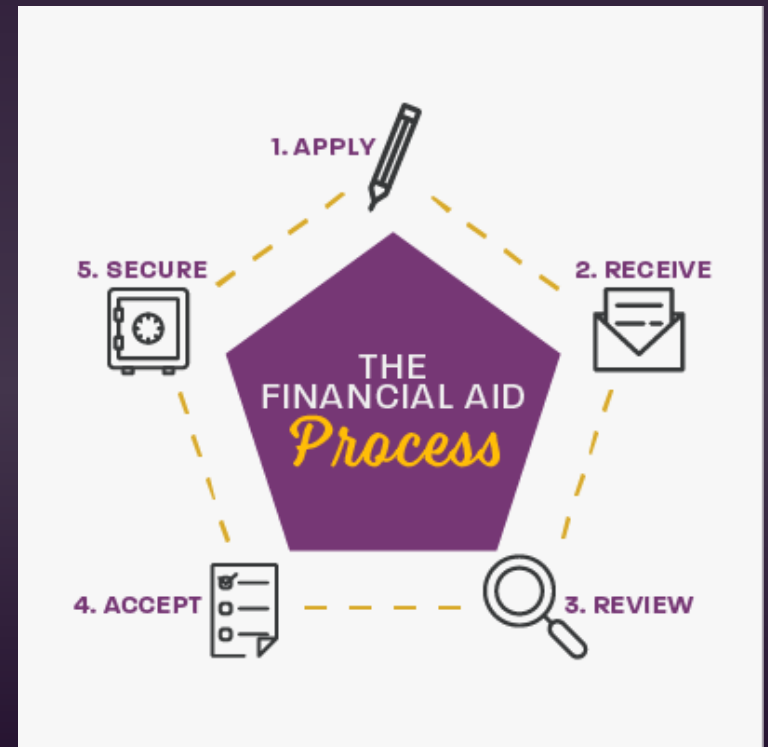 1. APPLY
5. SECURE
2. RECEIVE
THE
FINANCIAL AID
Process
4. ACCEPT
3. REVIEW